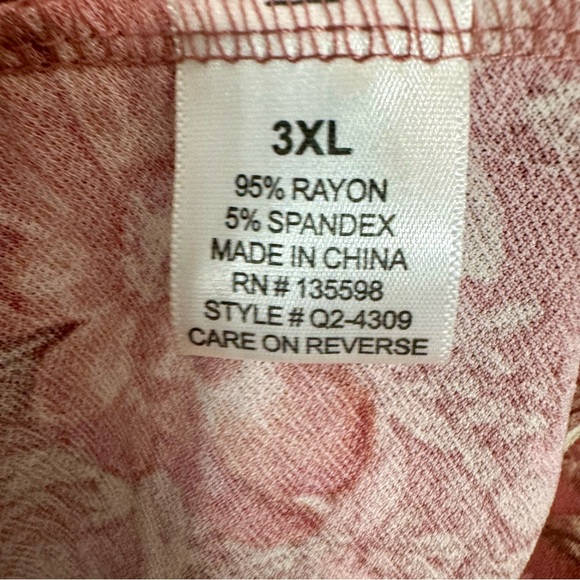 3XL
95% RAYON
5% SPANDEX
MADE IN CHINA
RN # 135598
STYLE # Q2-4309
CARE ON REVERSE